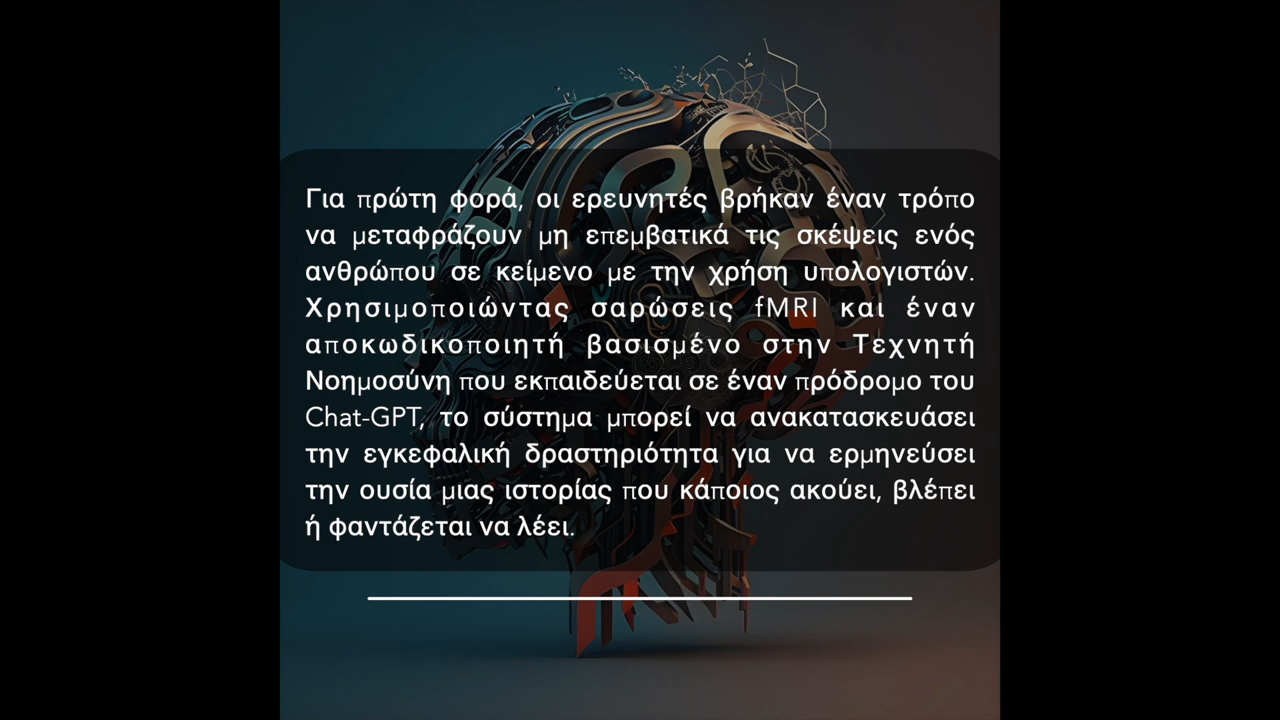 Για πρώτη φορά, οι ερευνητές βρήκαν έναν τρόπο
να μεταφράζουν μη επεμβατικά τις σκέψεις ενός
ανθρώπου σε κείμενο με την χρήση υπολογιστών.
Χρησιμοποιώντας σαρώσεις fMRI και έναν
αποκωδικοποιητή βασισμένο στην Τεχνητή
Νοημοσύνη που εκπαιδεύεται σε έναν πρόδρομο του
Chat-GPT, το σύστημα μπορεί να ανακατασκευάσει
την εγκεφαλική δραστηριότητα για να ερμηνεύσει
την ουσία μιας ιστορίας που κάποιος ακούει, βλέπει
ή φαντάζεται να λέει.